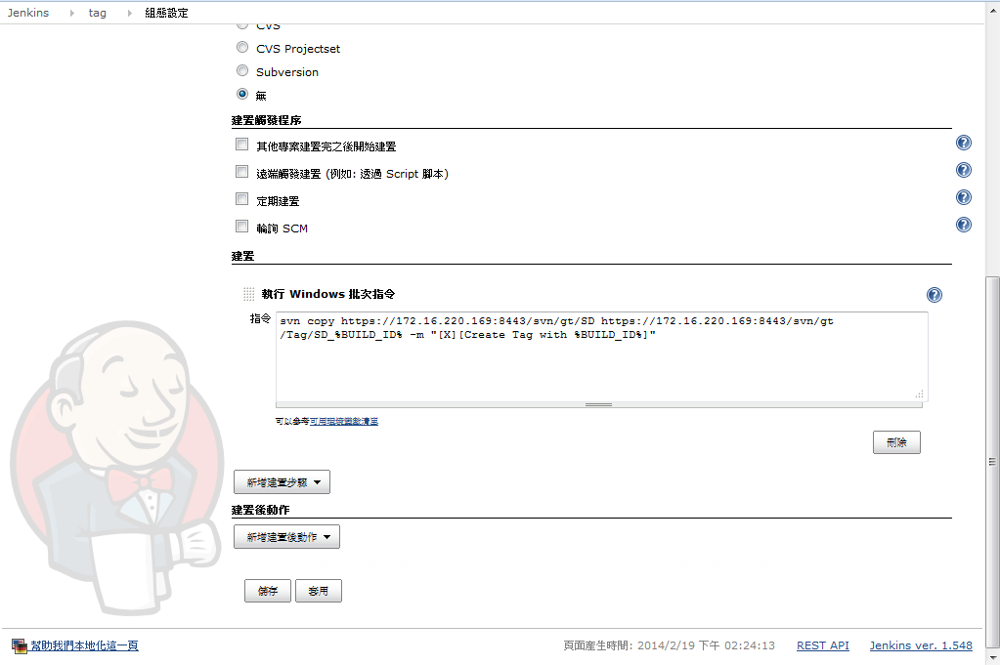 Jenkins tag 組態設定
CVS
CVS Projectset
Subversion
無
建置觸發程序
其他專案建置完之後開始建置
遠端觸發建置 (例如: 透過 Script 腳本)
定期建置
輪詢 SCM
建置
執行 Windows 批次指令
指令
svn copy https://172.16.220.169:8443/svn/gt/SD https://172.16.220.169:8443/svn/gt
/Tag/SD_%BUILD_ID% -m "[X][Create Tag with %BUILD_ID%]"
可以參考可用環境變數清單
刪除
新增建置步驟
建置後動作
新增建置後動作
儲存 套用
幫助我們本地化這一頁 頁面產生時間: 2014/2/19 下午 02:24:13 REST API Jenkins ver. 1.548